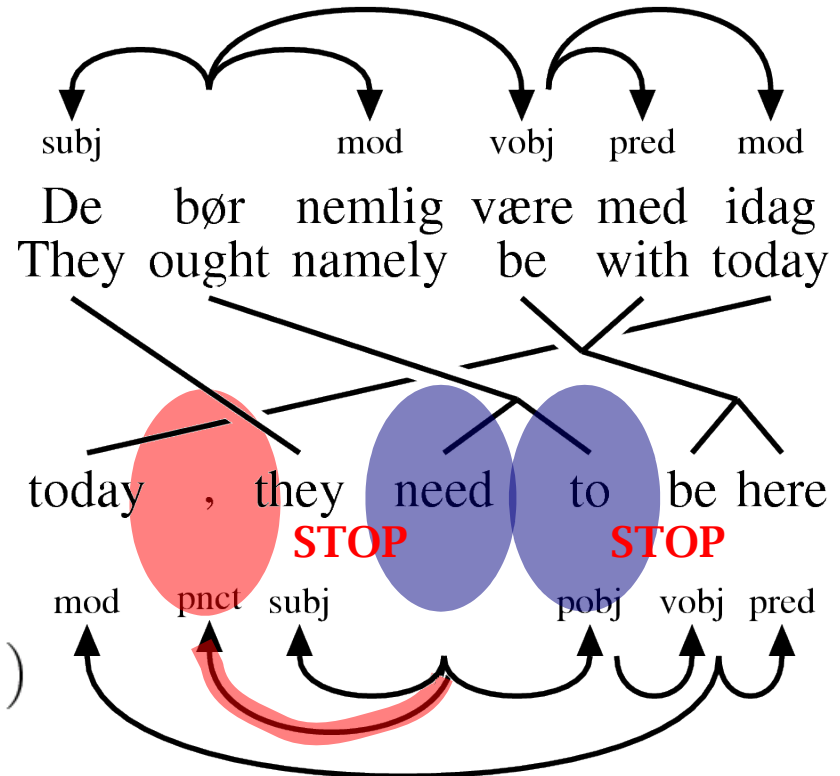 subj mod vobj pred mod
De bør nemlig være med idag
They ought namely be with today
today , they need to be here
STOP STOP
mod pnct subj pobj vobj pred
)